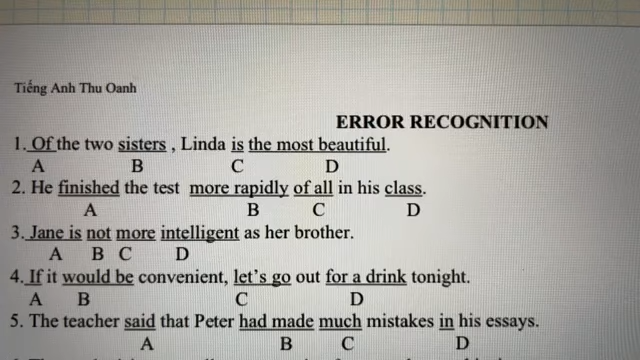 Tiếng Anh Thu Oanh
ERROR RECOGNITION
1. Of the two sisters , Linda is the most beautiful.
A B C D
2. He finished the test more rapidly of all in his class.
A B C D
3. Jane is not more intelligent as her brother.
A B C D
4. If it would be convenient, let's go out for a drink tonight.
A B C D
5. The teacher said that Peter had made much mistakes in his essays.
A B C D